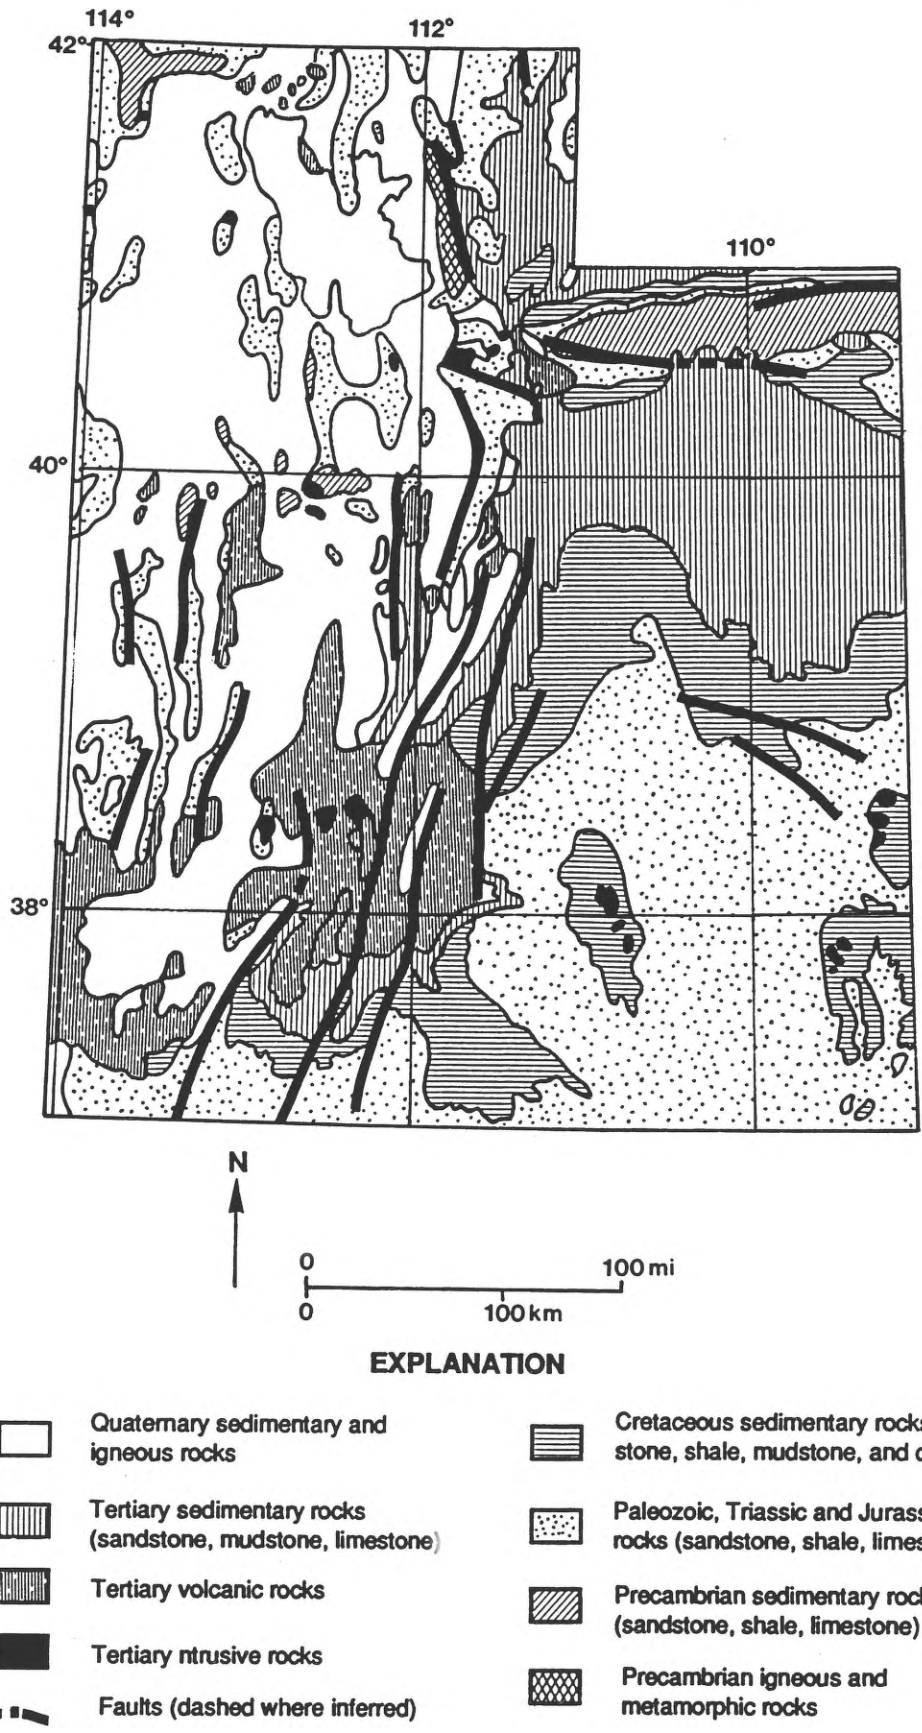 114°
112°
42°
110°
40°
38°
N
0 100 mi
0 100 km
EXPLANATION
Quaternary sedimentary and
igneous rocks
Tertiary sedimentary rocks
(sandstone, mudstone, limestone)
Tertiary volcanic rocks
Tertiary ntrusive rocks
Faults (dashed where inferred)
Cretaceous sedimentary rocks
stone, shale, mudstone, and
Paleozoic, Triassic and Jurass
rocks (sandstone, shale, limes
Precambrian sedimentary roc
(sandstone, shale, limestone)
Precambrian igneous and
metamorphic rocks